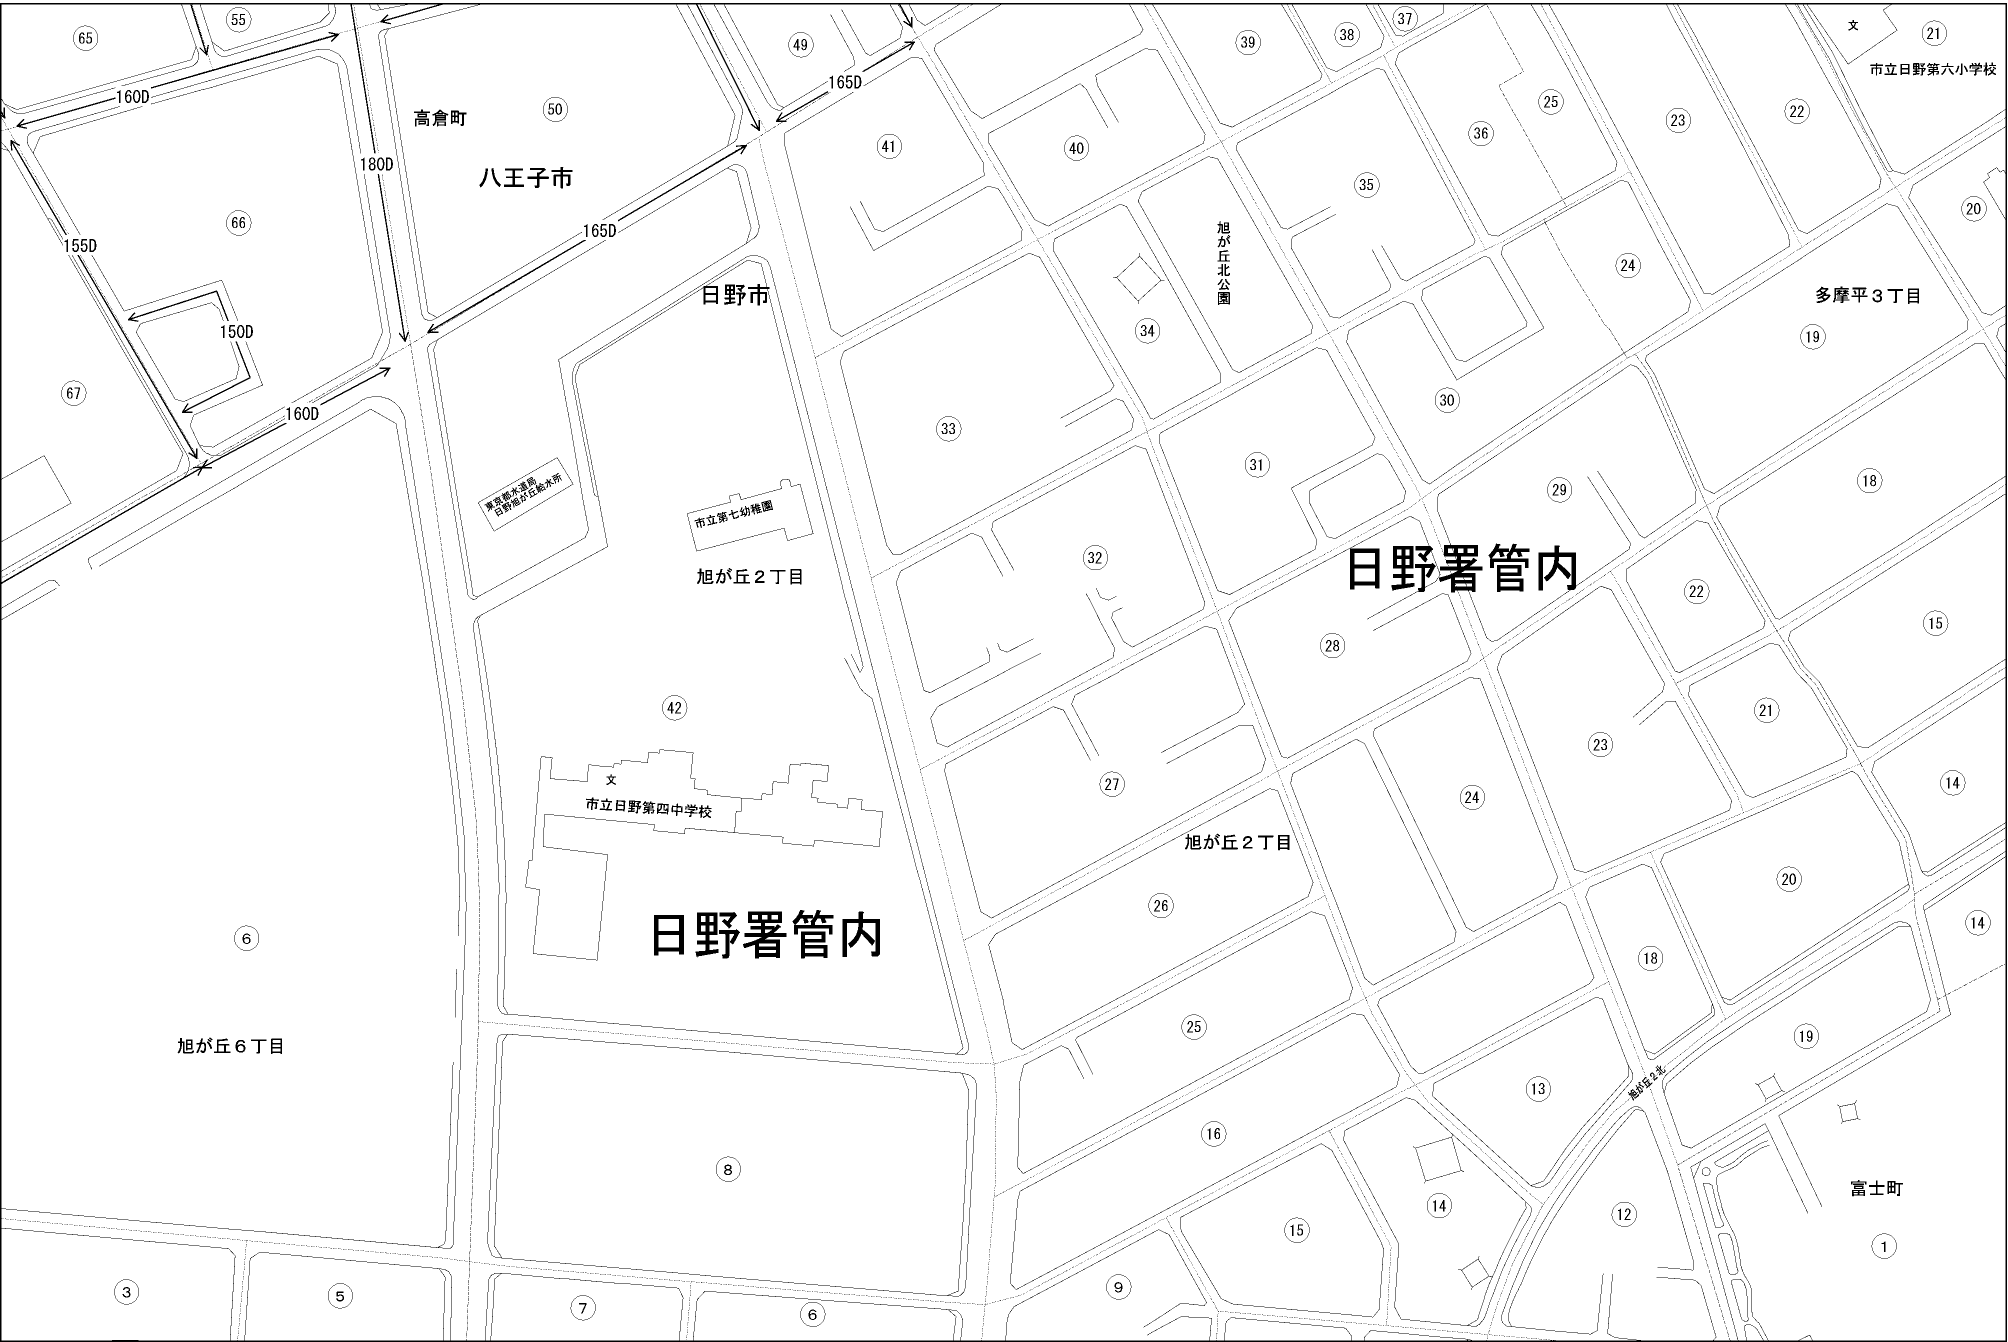 65
55
49
37
38
39
文
21
市立日野第六小学校
160D
165D
高倉町
50
25
22
23
36
41
40
180D
八王子市
35
20
66
165D
旭が丘北公園
155D
24
日野市
多摩平３丁目
150D
34
19
67
160D
30
33
31
18
29
東京都水道局
日野旭が丘給水所
市立第七幼稚園
32
日野署管内
旭が丘２丁目
22
15
28
42
21
23
文
市立日野第四中学校
27
24
14
旭が丘２丁目
20
26
日野署管内
14
6
18
25
19
旭が丘６丁目
旭が丘２北
13
16
8
富士町
14
12
15
1
9
3
5
7
6